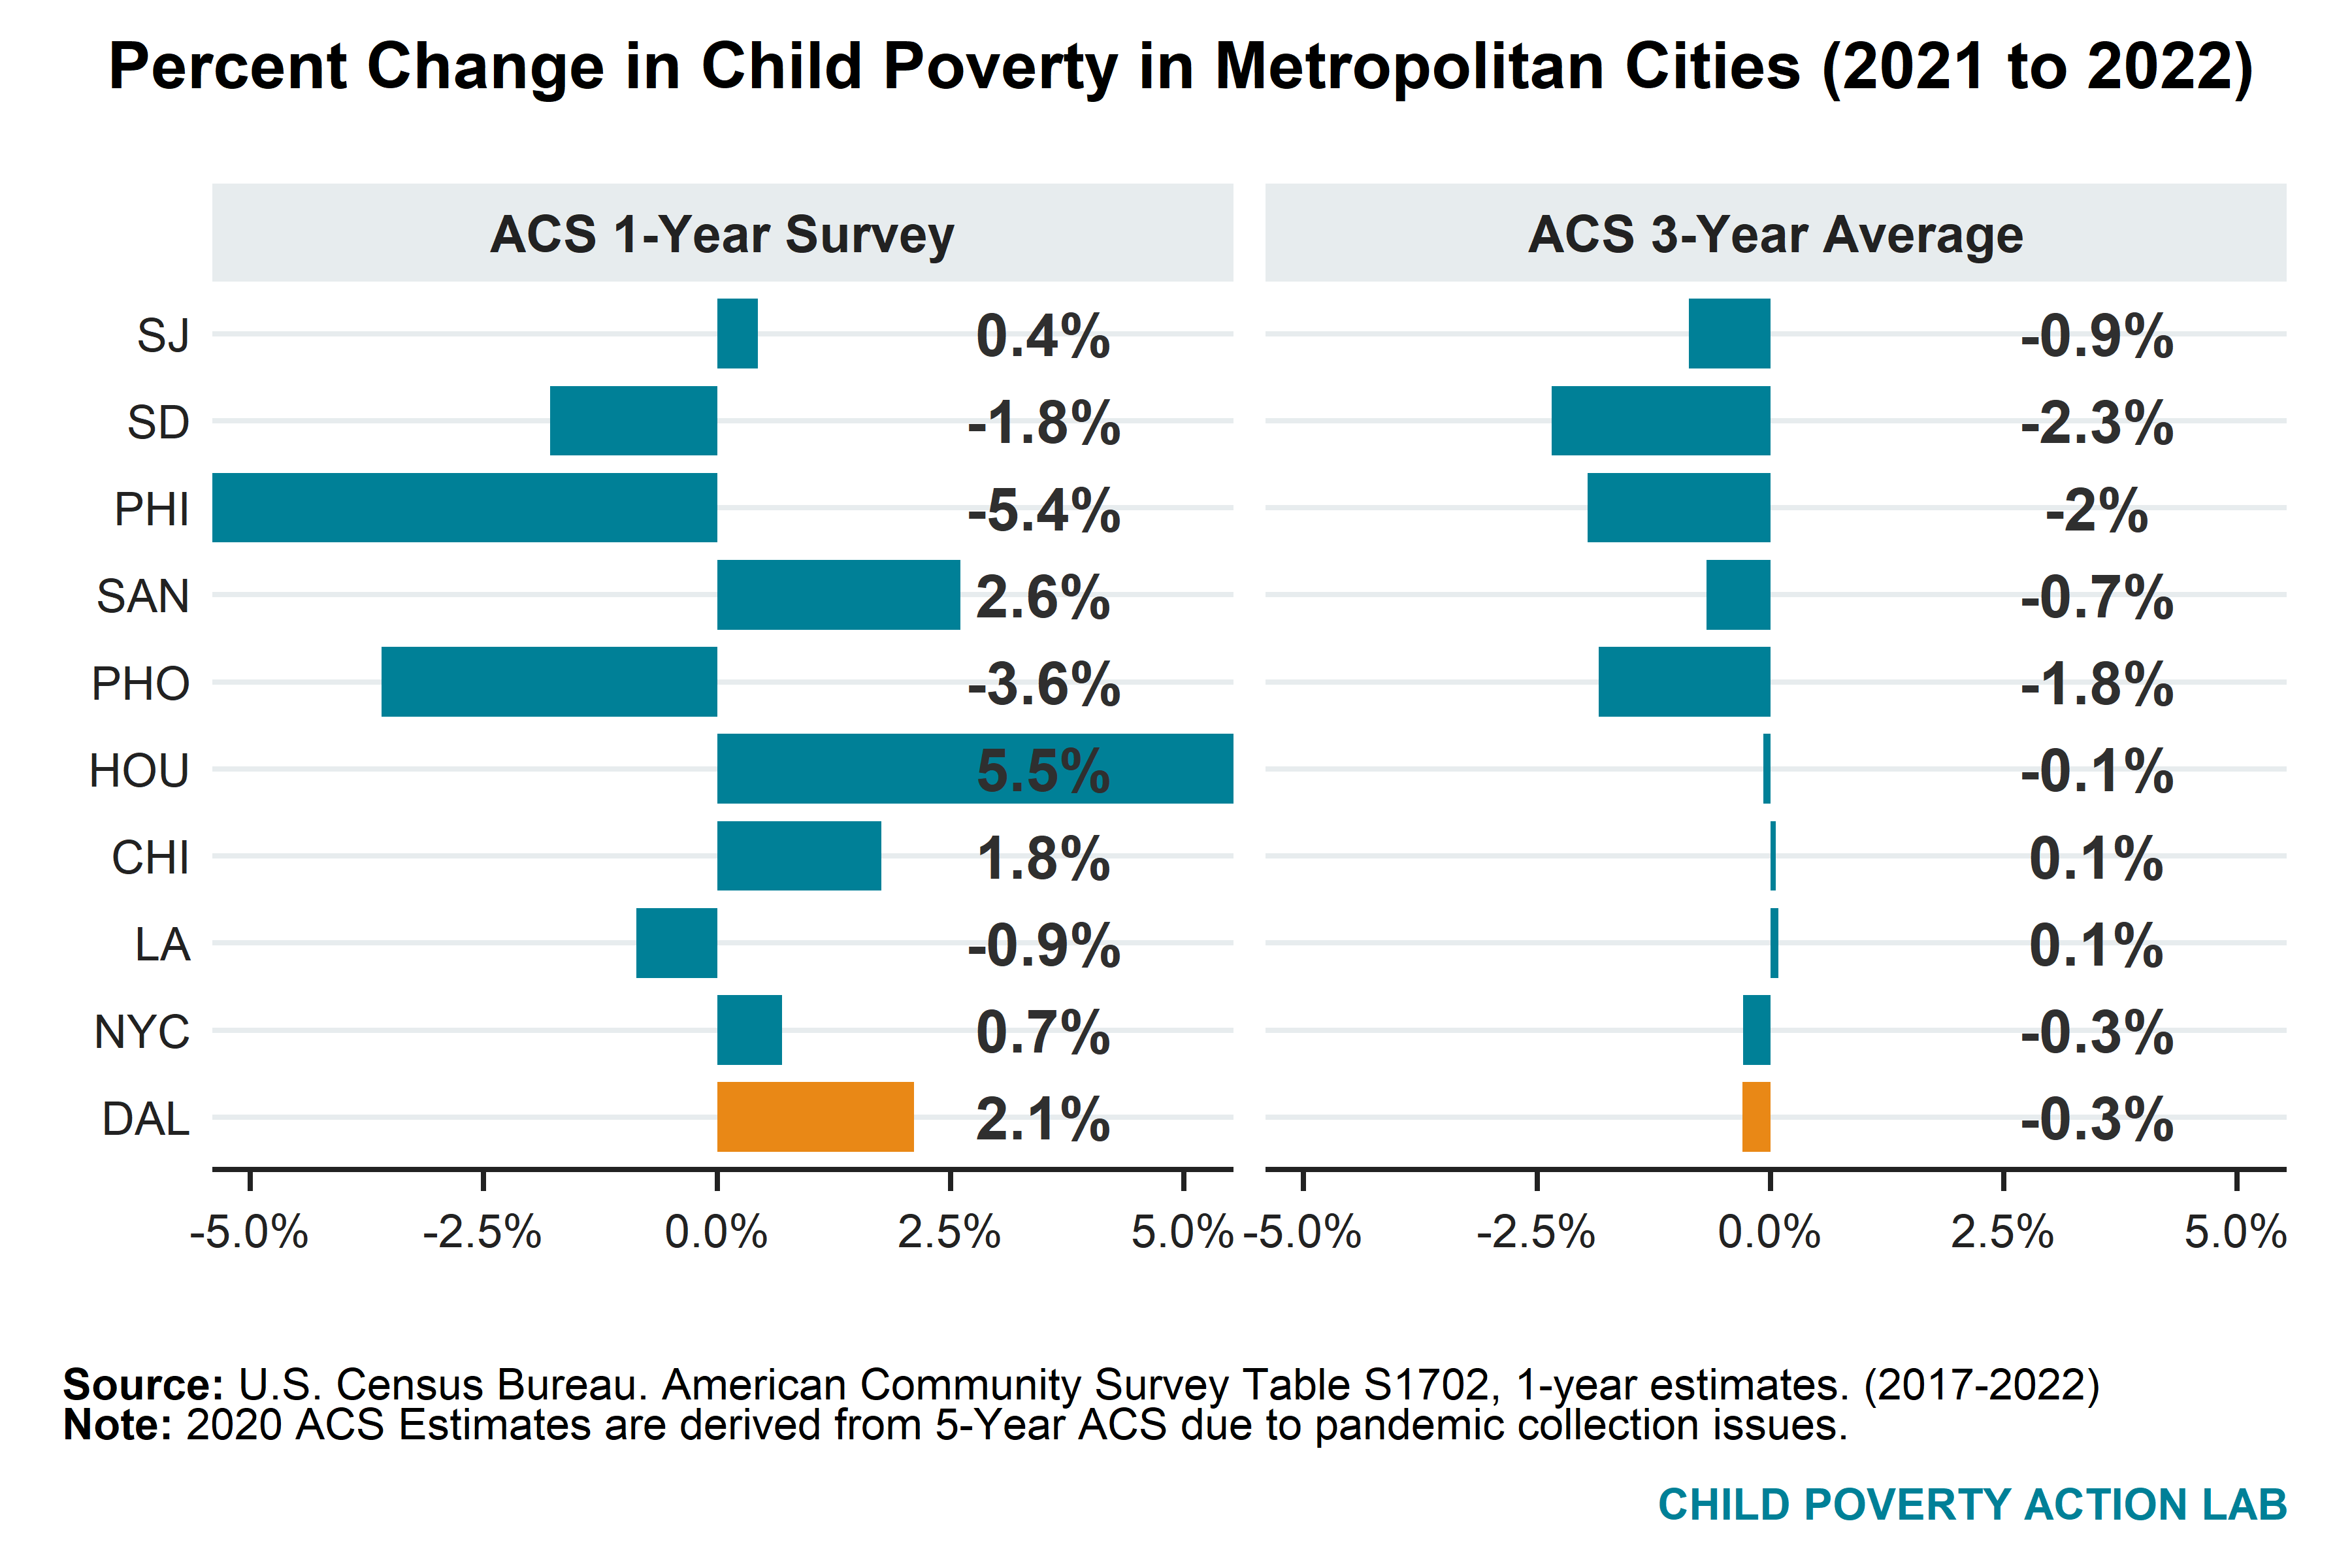 Percent Change in Child Poverty in Metropolitan Cities (2021 to 2022)
ACS 1-Year Survey
ACS 3-Year Average
SJ 0.4% -0.9%
SD -1.8% -2.3%
PHI -5.4% -2%
SAN 2.6% -0.7%
PHO -3.6% -1.8%
HOU 5.5% -0.1%
CHI 1.8% 0.1%
LA -0.9% 0.1%
NYC 0.7% -0.3%
DAL 2.1% -0.3%
-5.0% -2.5% 0.0% 2.5% 5.0% -5.0% -2.5% 0.0% 2.5% 5.0%
Source: U.S. Census Bureau. American Community Survey Table S1702, 1-year estimates. (2017-2022)
Note: 2020 ACS Estimates are derived from 5-Year ACS due to pandemic collection issues.
CHILD POVERTY ACTION LAB